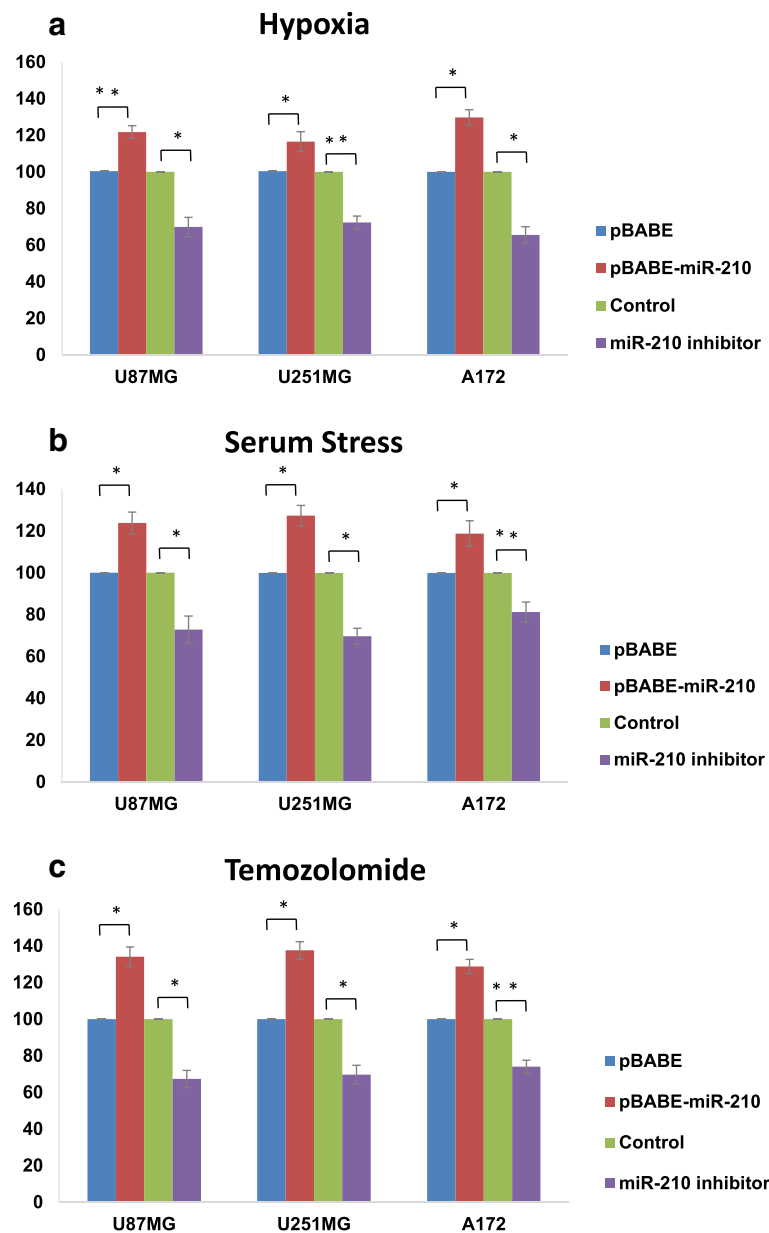 a
Hypoxia
160
140
120
100
80
60
40
20
0
* *
*
*
* *
*
*
U87MG
U251MG
A172
pBABE
pBABE-miR-210
Control
miR-210 inhibitor
b
Serum Stress
140
120
100
80
60
40
20
0
*
*
*
*
*
* *
U87MG
U251MG
A172
pBABE
pBABE-miR-210
Control
miR-210 inhibitor
c
Temozolomide
160
140
120
100
80
60
40
20
0
*
*
*
*
*
* *
U87MG
U251MG
A172
pBABE
pBABE-miR-210
Control
miR-210 inhibitor